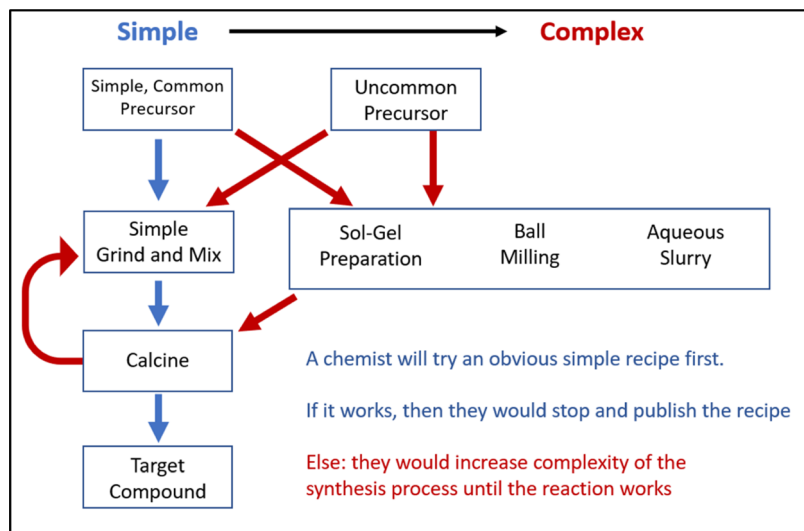 Simple
Complex
Simple, Common
Precursor
Uncommon
Precursor
Simple
Grind and Mix
Sol-Gel
Preparation
Ball
Milling
Aqueous
Slurry
Calcine
Target
Compound
A chemist will try an obvious simple recipe first.
If it works, then they would stop and publish the recipe
Else: they would increase complexity of the
synthesis process until the reaction works